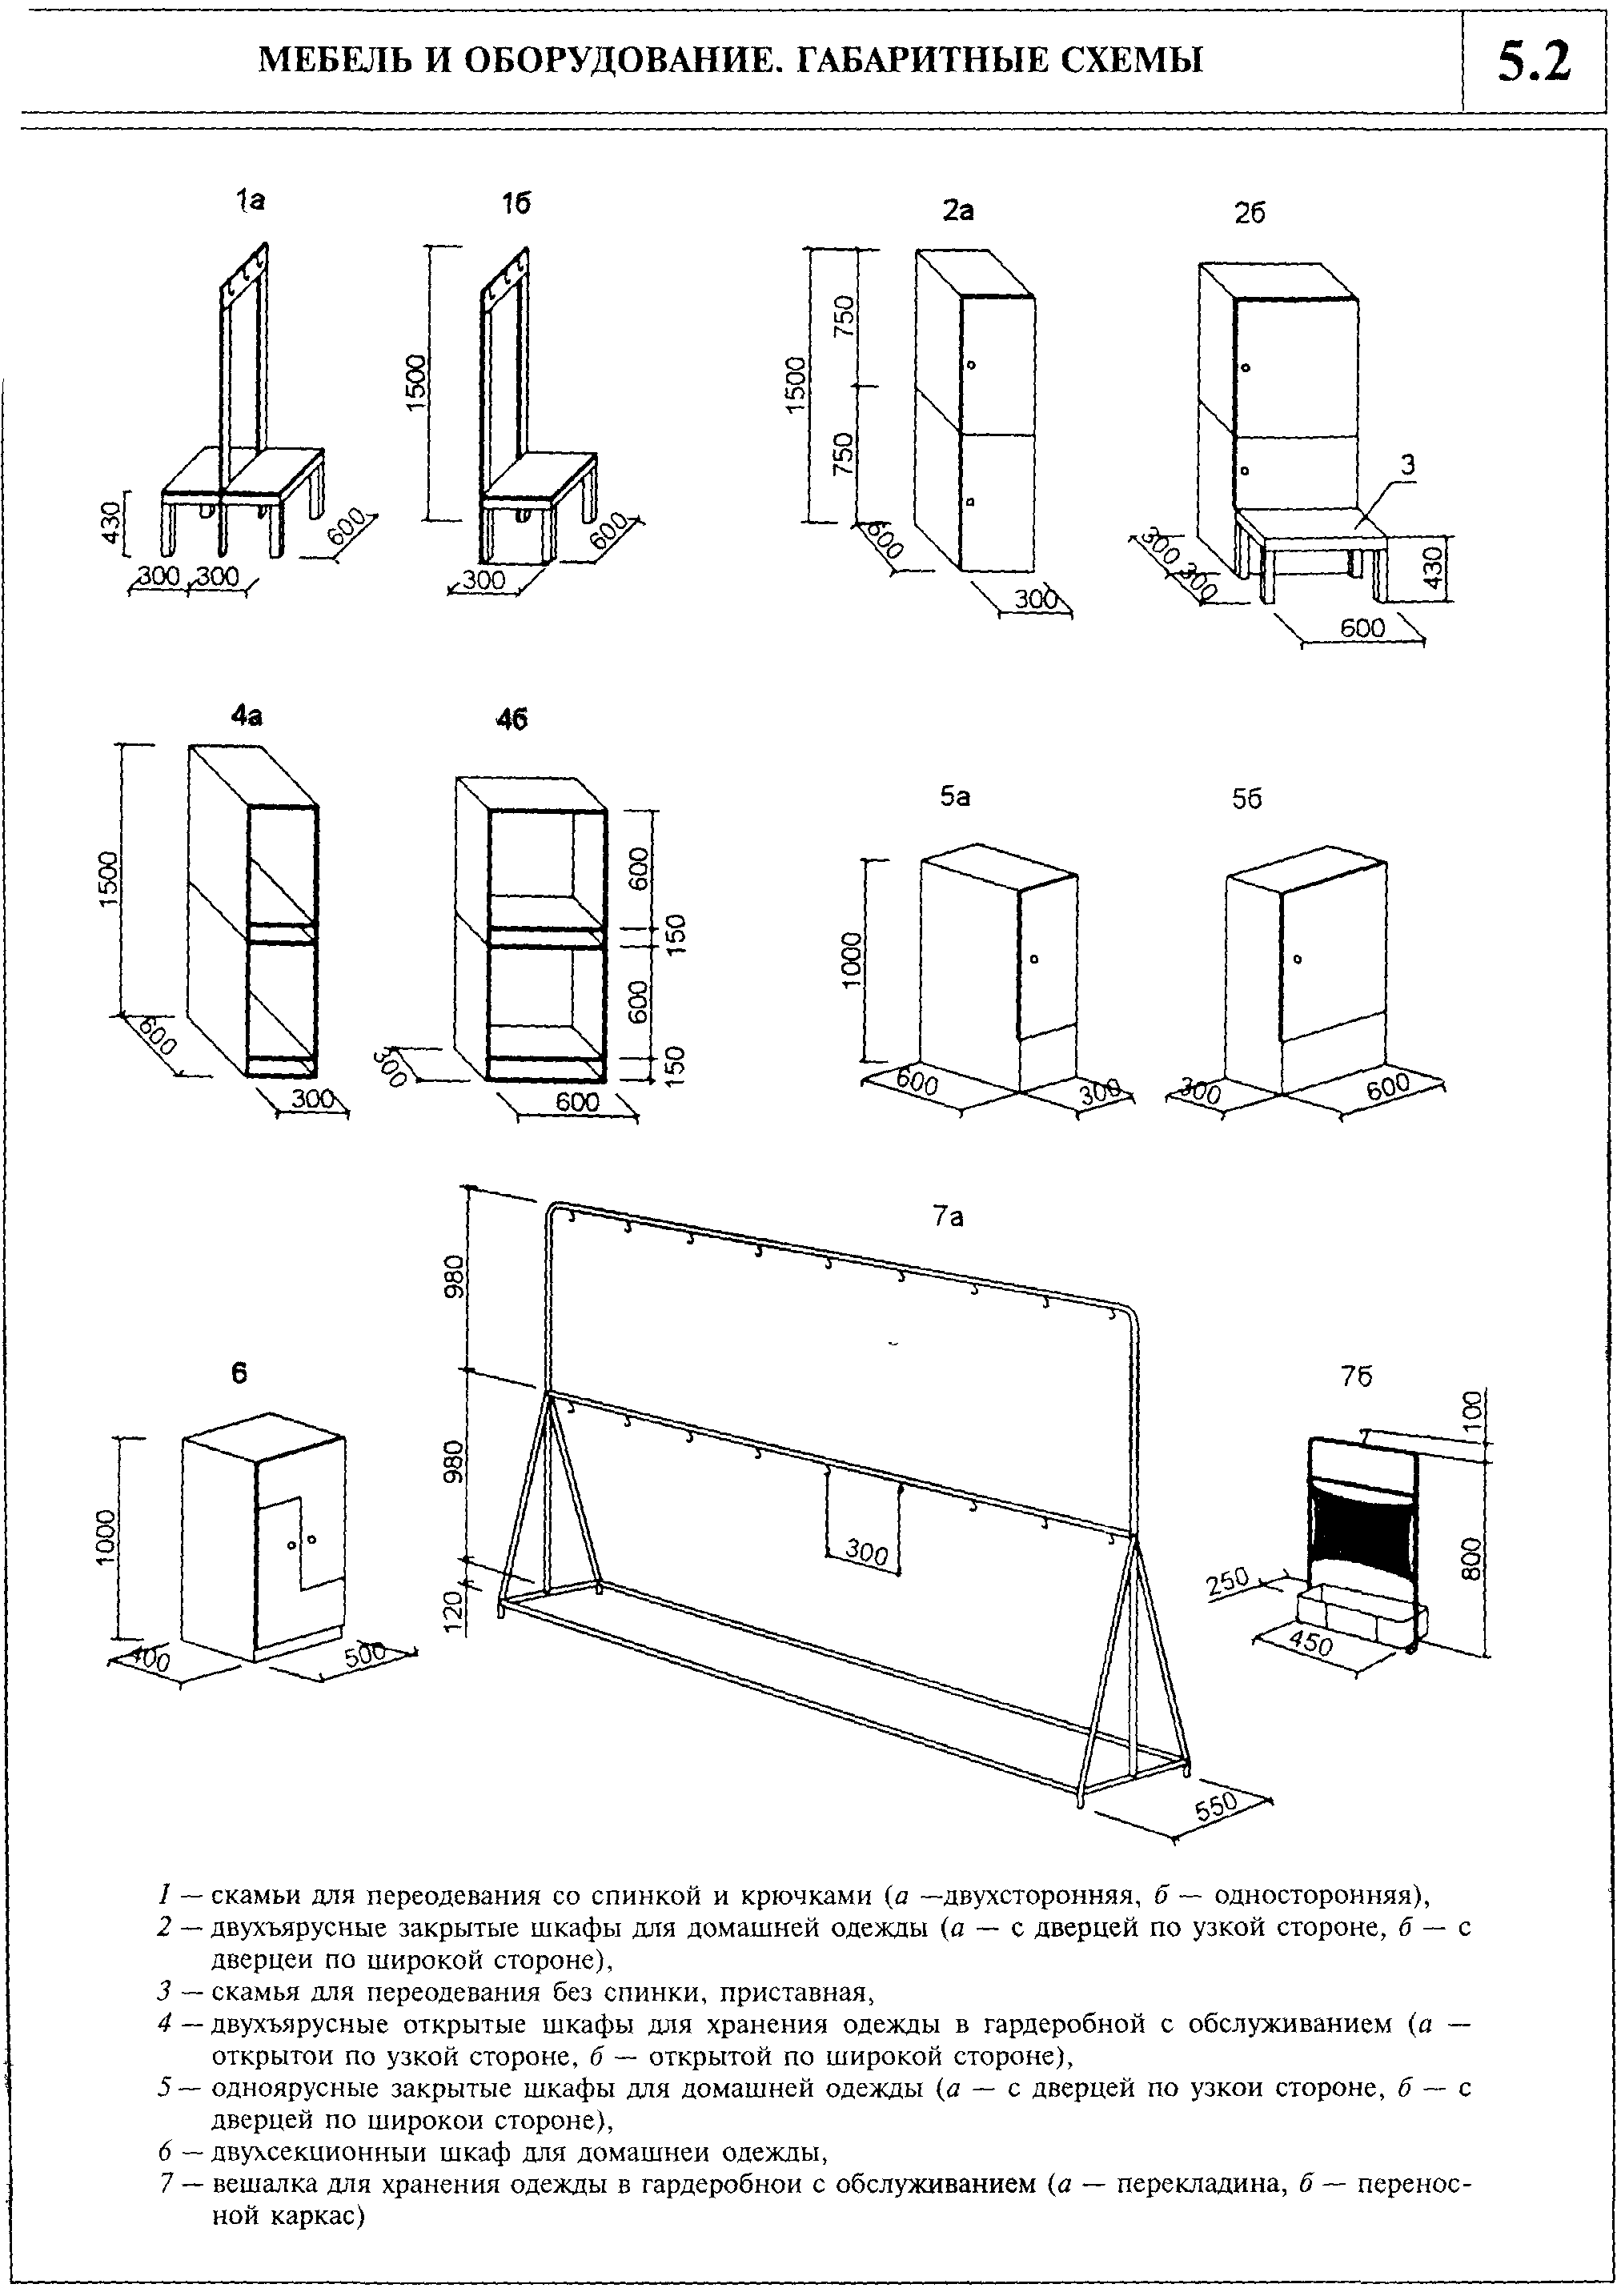 МЕБЕЛЬ И ОБОРУДОВАНИЕ. ГАБАРИТНЫЕ СХЕМЫ
5.2
1а
1б
2а
2б
1500
430
300
300
600
1500
300
600
1500
750
750
600
300
3
300
300
430
600
4а
4б
5а
5б
1500
600
300
600
150
600
150
300
600
1000
600
300
300
600
6
7а
7б
1000
400
500
980
980
120
300
550
100
800
250
450
1 — скамьи для переодевания со спинкой и крючками (а —двухсторонняя, б — односторонняя),
2 — двухъярусные закрытые шкафы для домашней одежды (а — с дверцей по узкой стороне, б — с
дверцеи по широкой стороне),
3 — скамья для переодевания без спинки, приставная,
4 — двухъярусные открытые шкафы для хранения одежды в гардеробной с обслуживанием (а —
открытои по узкой стороне, б — открытой по широкой стороне),
5 — одноярусные закрытые шкафы для домашней одежды (а — с дверцей по узкои стороне, б — с
дверцей по широкои стороне),
6 — двухсекционныи шкаф для домашнеи одежды,
7 — вешалка для хранения одежды в гардеробнои с обслуживанием (а — перекладина, б — перенос-
ной каркас)